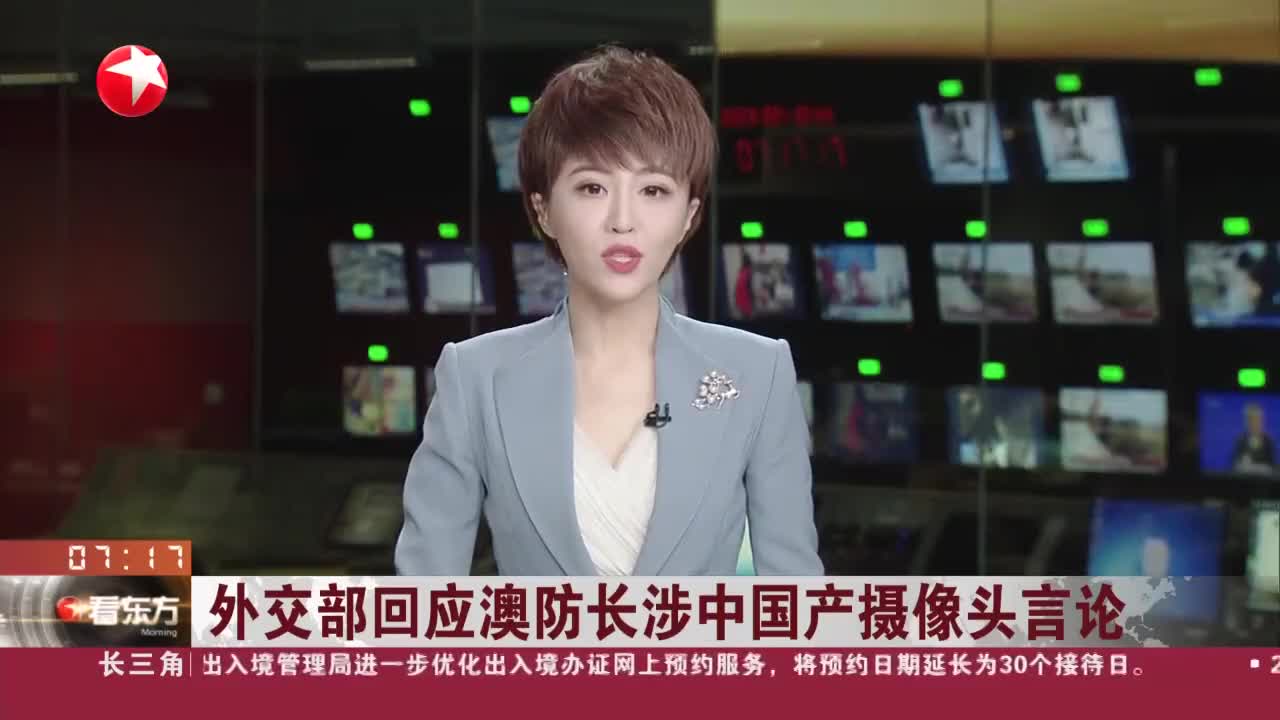 07:17
看东方
Morning
外交部回应澳防长涉中国产摄像头言论
长三角
出入境管理局进一步优化出入境办证网上预约服务，将预约日期延长为30个接待日。